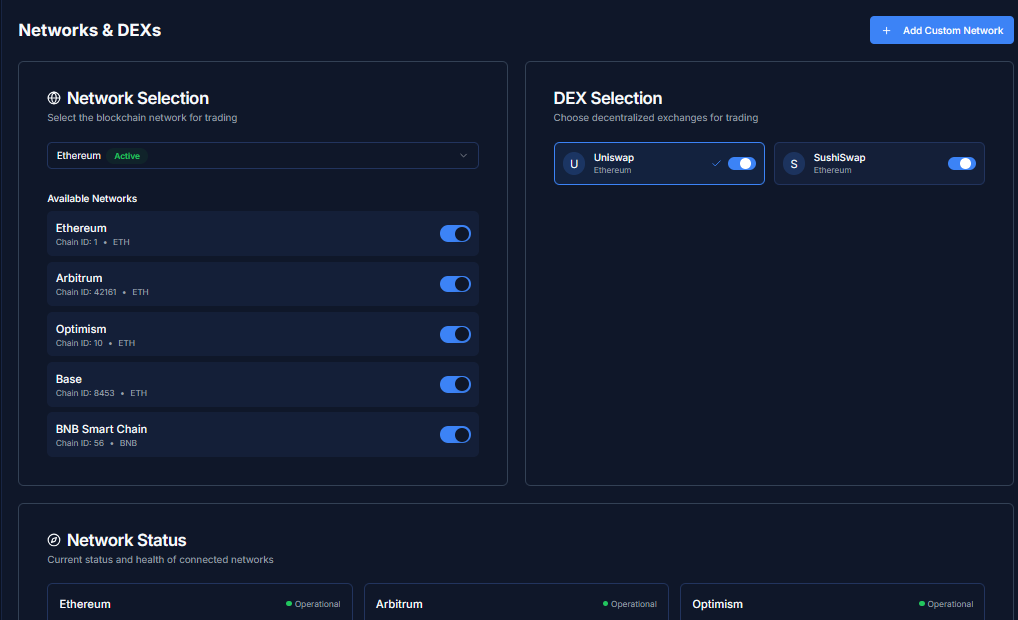 Networks & DEXs
+ Add Custom Network
Network Selection
Select the blockchain network for trading
Ethereum Active
Available Networks
Ethereum
Chain ID: 1 • ETH
Arbitrum
Chain ID: 42161 • ETH
Optimism
Chain ID: 10 • ETH
Base
Chain ID: 8453 • ETH
BNB Smart Chain
Chain ID: 56 • BNB
DEX Selection
Choose decentralized exchanges for trading
U Uniswap
Ethereum
S SushiSwap
Ethereum
Network Status
Current status and health of connected networks
Ethereum Operational
Arbitrum Operational
Optimism Operational